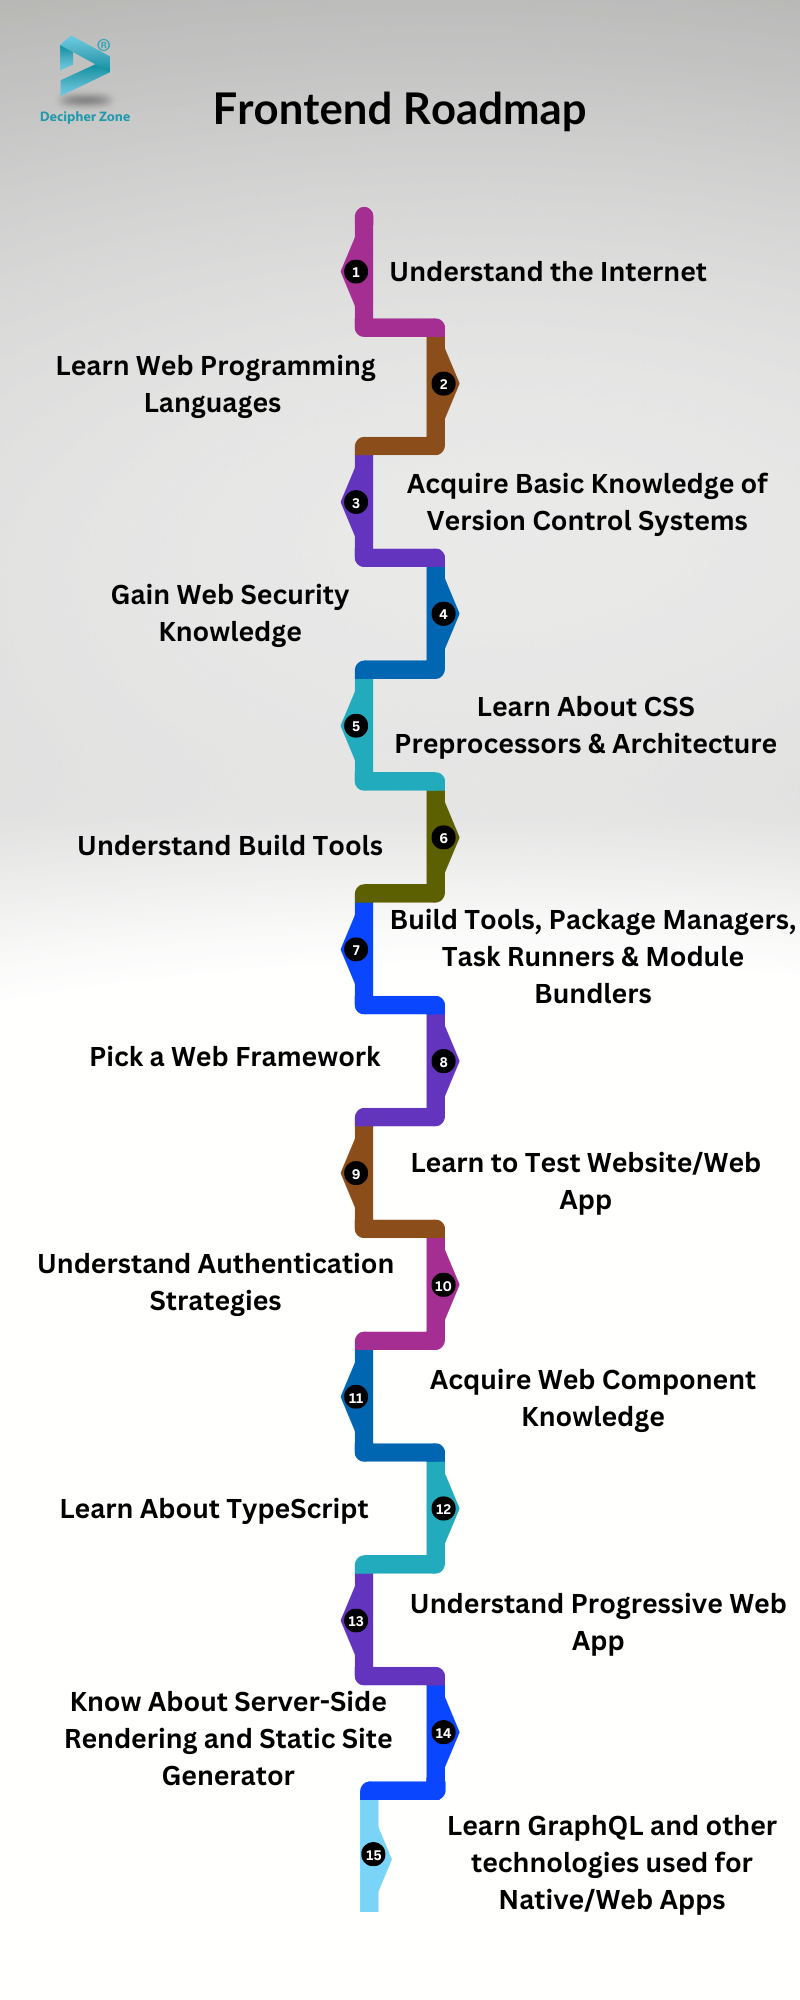 ®
Decipher Zone
Frontend Roadmap
1
Understand the Internet
Learn Web Programming
Languages
2
3
Acquire Basic Knowledge of
Version Control Systems
Gain Web Security
Knowledge
4
5
Learn About CSS
Preprocessors & Architecture
Understand Build Tools
6
7
Build Tools, Package Managers,
Task Runners & Module
Bundlers
Pick a Web Framework
8
9
Learn to Test Website/Web
App
Understand Authentication
Strategies
10
11
Acquire Web Component
Knowledge
Learn About TypeScript
12
13
Understand Progressive Web
App
Know About Server-Side
Rendering and Static Site
Generator
14
15
Learn GraphQL and other
technologies used for
Native/Web Apps